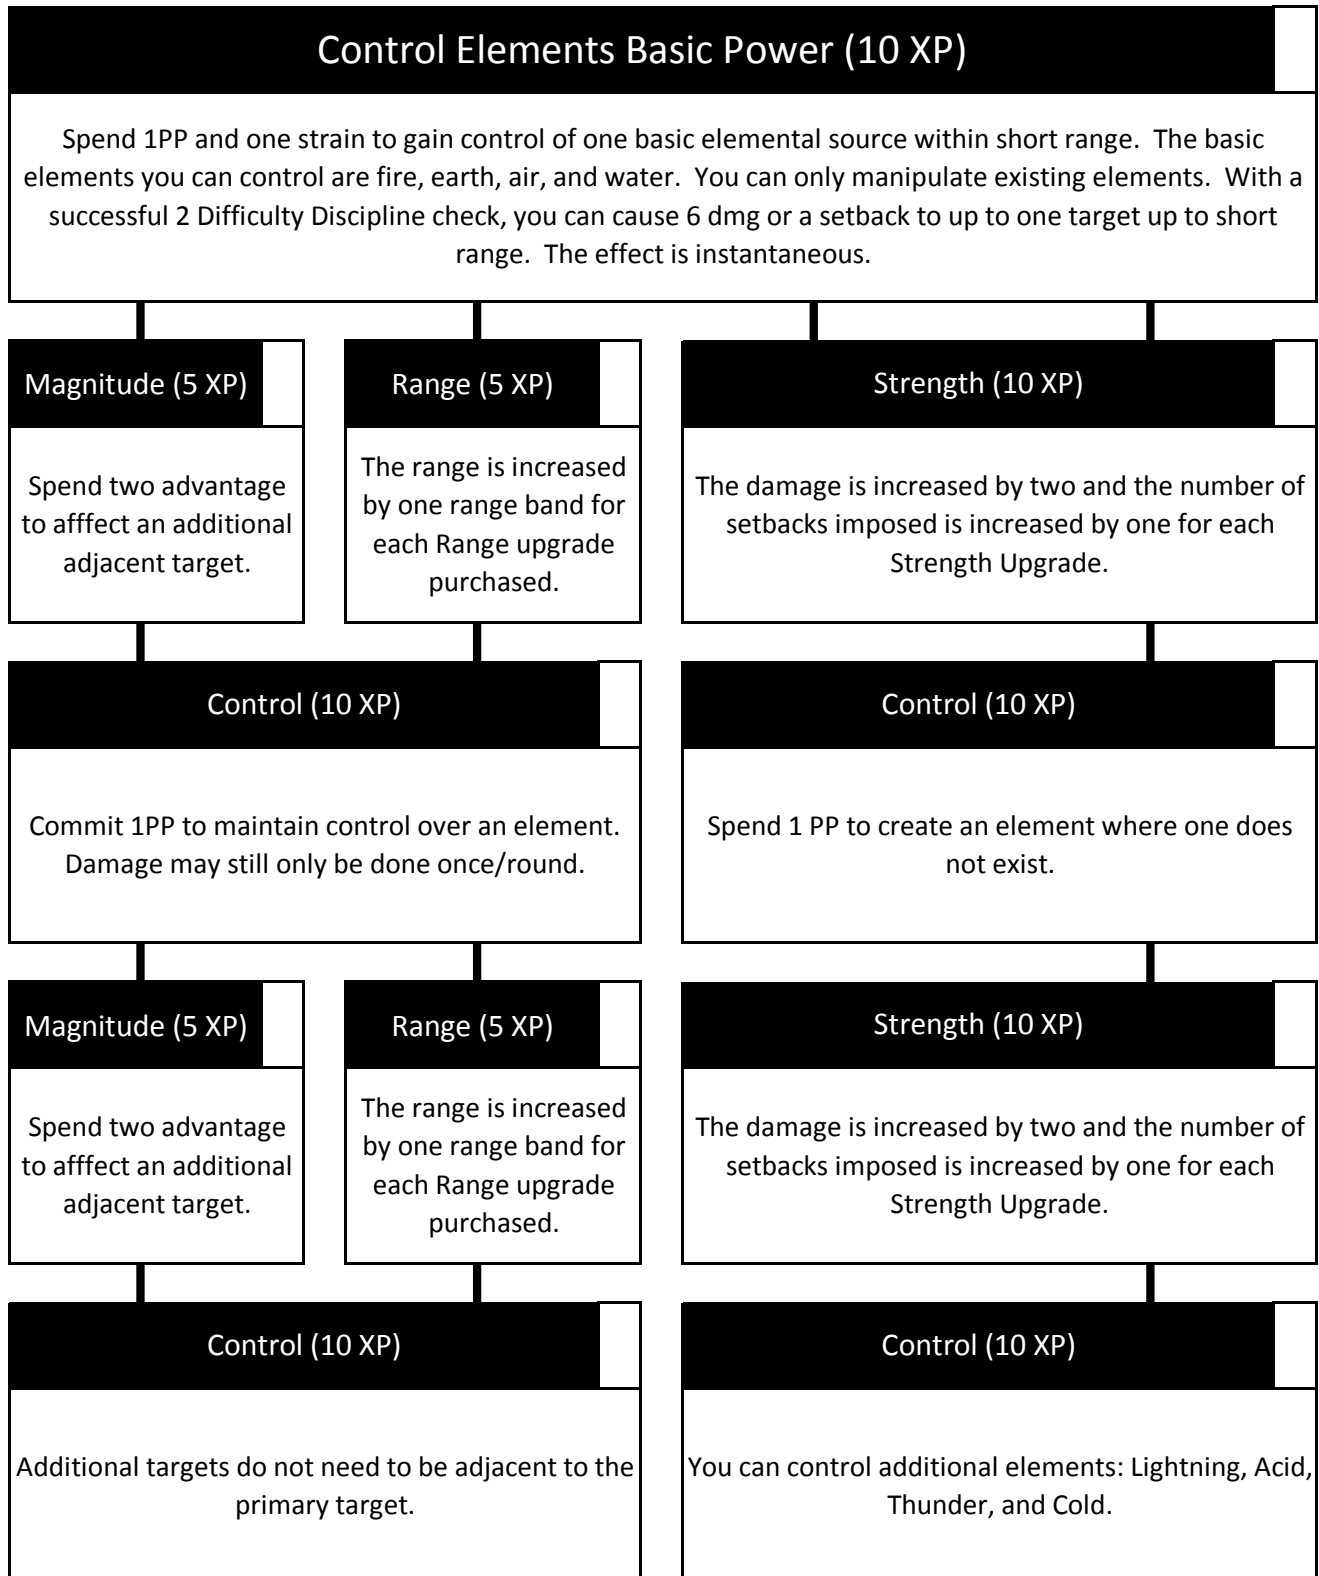 Control Elements Basic Power (10 XP)
Spend 1PP and one strain to gain control of one basic elemental source within short range.  The basic
elements you can control are fire, earth, air, and water.  You can only manipulate existing elements.  With a
successful 2 Difficulty Discipline check, you can cause 6 dmg or a setback to up to one target up to short
range.  The effect is instantaneous.
Magnitude (5 XP)
Spend two advantage
to afffect an additional
adjacent target.
Range (5 XP)
The range is increased
by one range band for
each Range upgrade
purchased.
Strength (10 XP)
The damage is increased by two and the number of
setbacks imposed is increased by one for each
Strength Upgrade.
Control (10 XP)
Commit 1PP to maintain control over an element.
Damage may still only be done once/round.
Control (10 XP)
Spend 1 PP to create an element where one does
not exist.
Magnitude (5 XP)
Spend two advantage
to afffect an additional
adjacent target.
Range (5 XP)
The range is increased
by one range band for
each Range upgrade
purchased.
Strength (10 XP)
The damage is increased by two and the number of
setbacks imposed is increased by one for each
Strength Upgrade.
Control (10 XP)
Additional targets do not need to be adjacent to the
primary target.
Control (10 XP)
You can control additional elements: Lightning, Acid,
Thunder, and Cold.